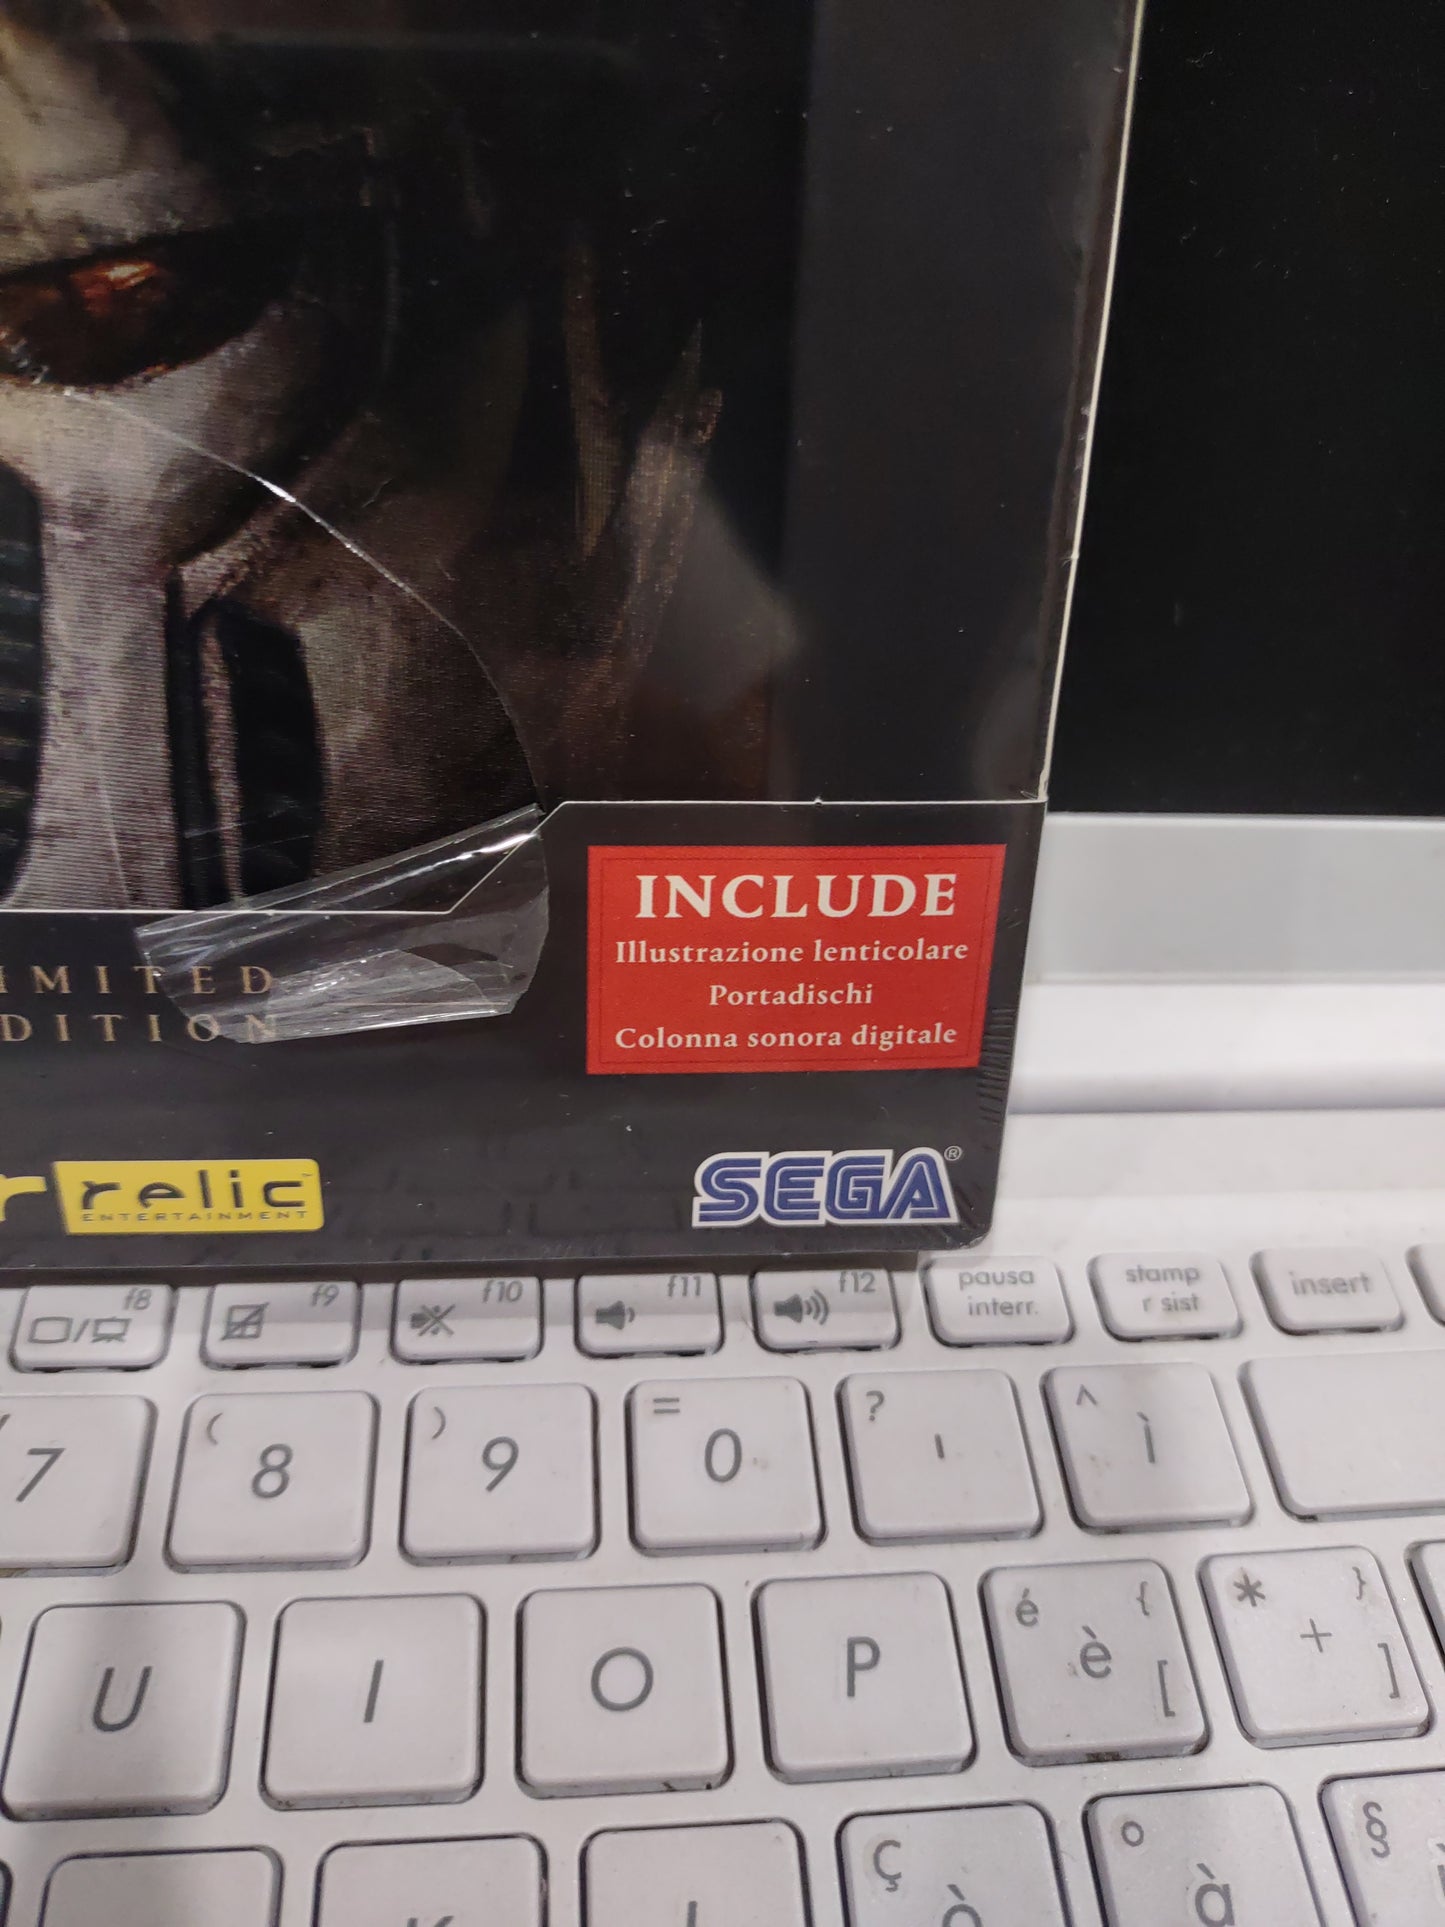 IMITED
DITION
INCLUDE
Illustrazione lenticolare
Portadischi
Colonna sonora digitale
r relic™
ENTERTAINMENT
SEGA®
f8 f9 f10 f11 f12 pausa interr. stamp r sist insert
7 ( 8 ) 9 = 0 ? ' ^ ì
U I O P é è { [ * + } ]
ç ° à §